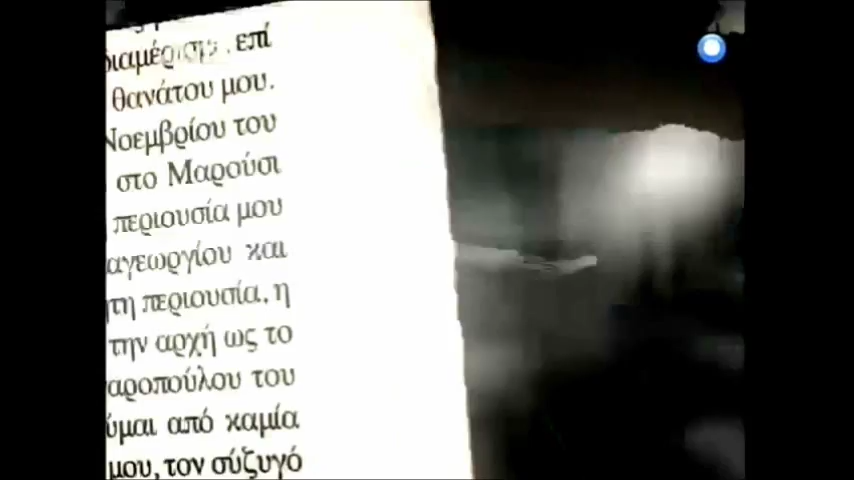 επί
θανάτου μου.
Νοεμβρίου του
στο Μαρούσι
περιουσία μου
αγεωργίου και
τη περιουσία, η
την αρχή ως το
αροπούλου του
ύμαι από καμία
μου, τον σύζυγό